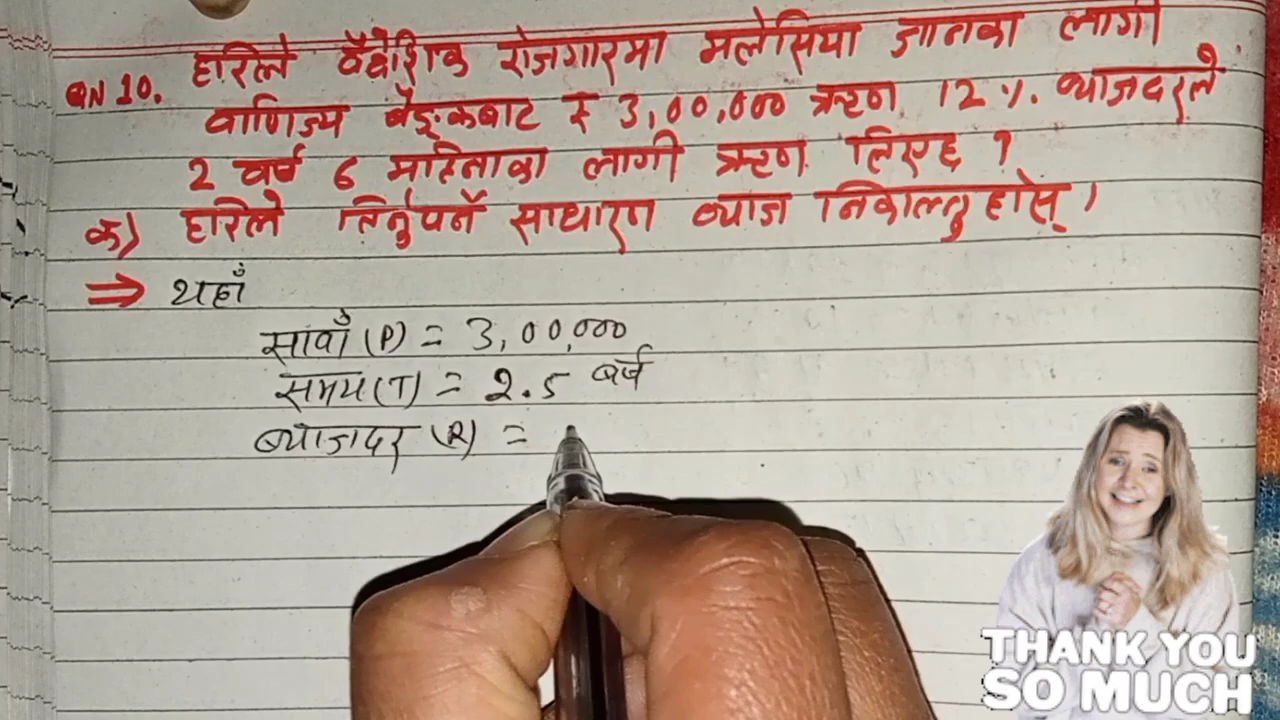 QN 10. हरिले वैदेशिक रोजगारमा मलेसिया जानका लागी
वाणिज्य बैङ्कबाट रु 3,00,000 ऋण 12%. ब्याजदरले
2 वर्ष 6 महिनाका लागी ऋण लिएछ ?
क) हरिले तिर्नुपर्ने साधारण ब्याज निकाल्नुहोस् ।
⇒ यहाँ
सावाँ (P) = 3,00,000
समय (T) = 2.5 बर्ष
ब्याजदर (R) =
THANK YOU
SO MUCH